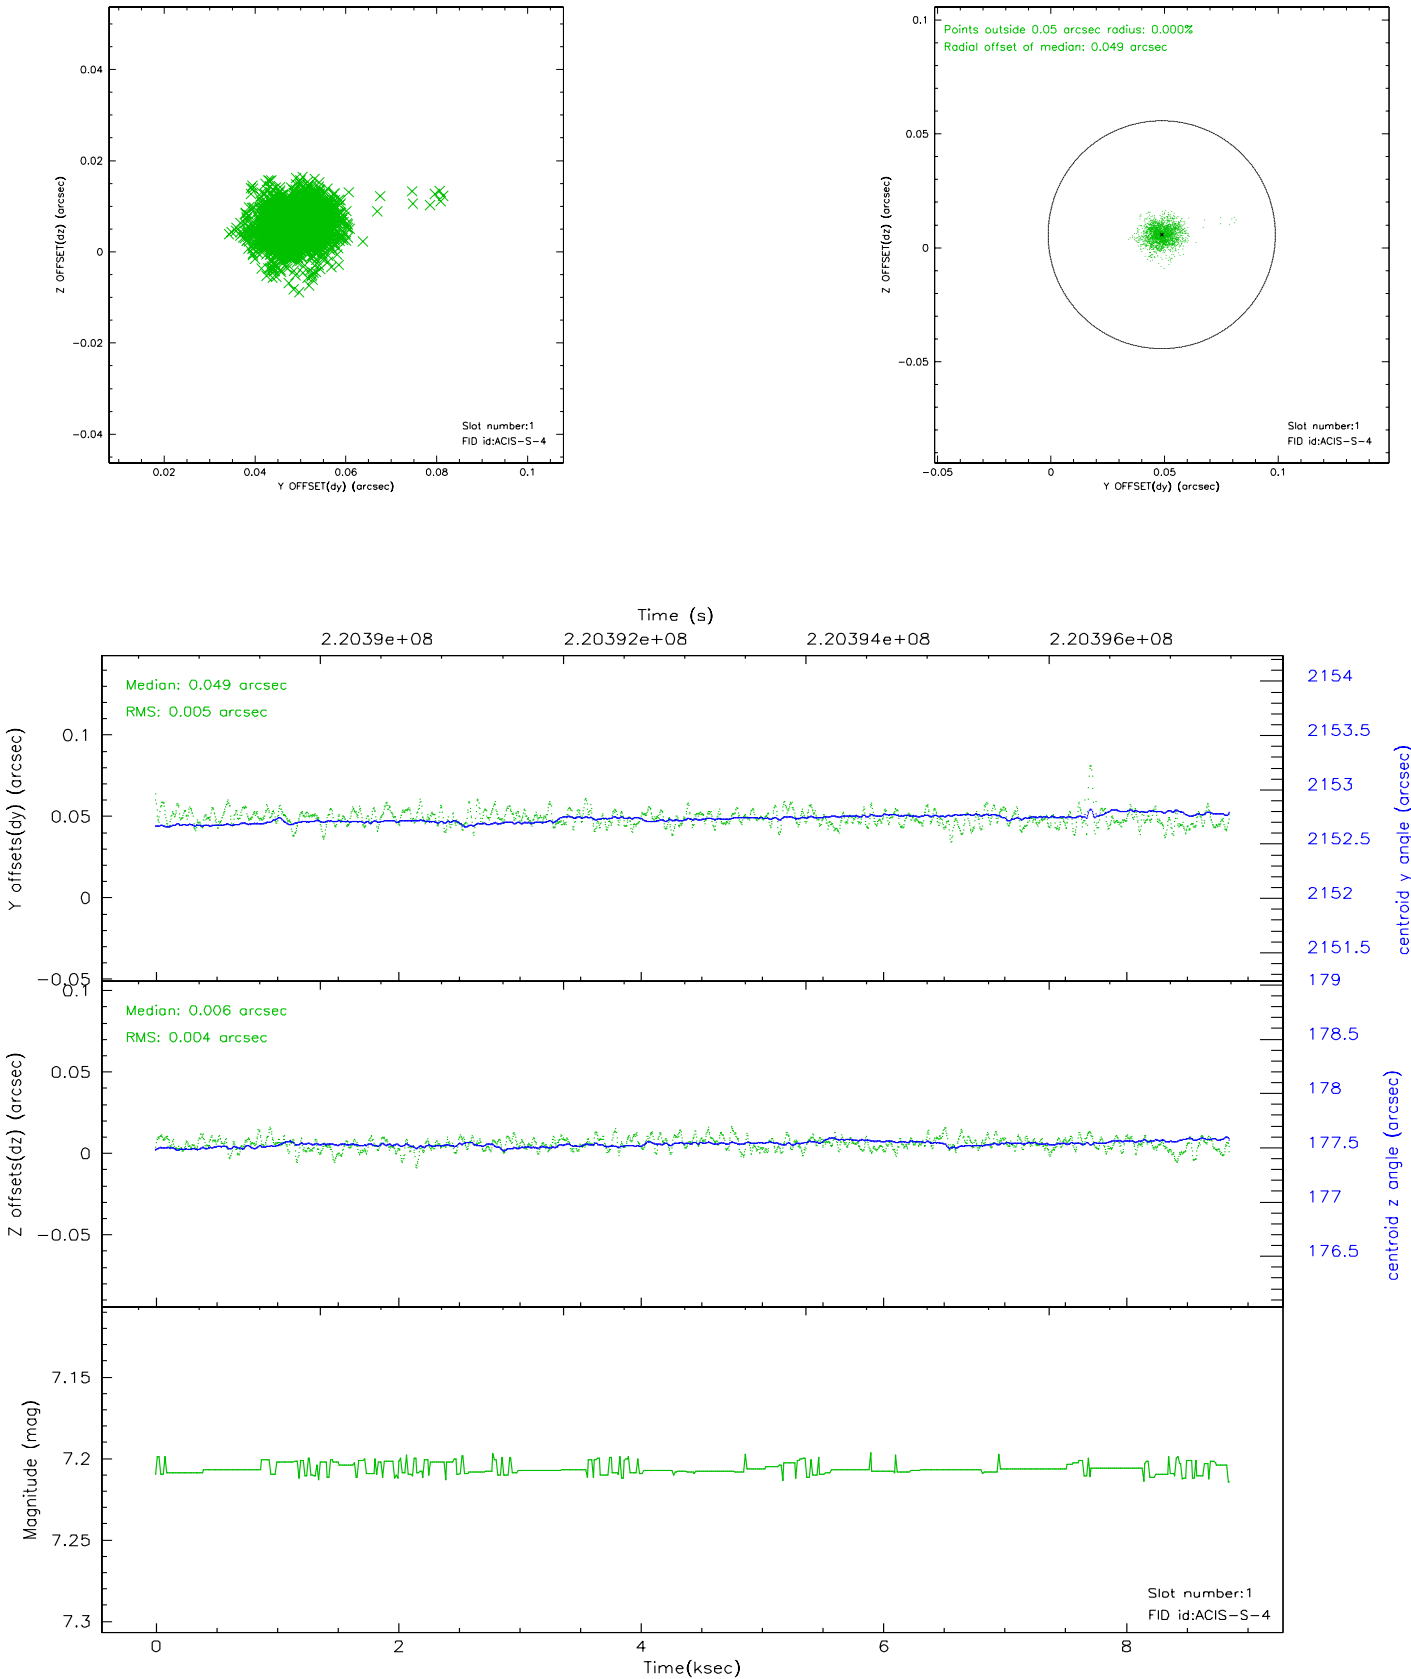 0.04
0.02
0
-0.02
-0.04
Z OFFSET(dz) (arcsec)
Slot number:1
FID id:ACIS-S-4
0.02 0.04 0.06 0.08 0.1
Y OFFSET(dy) (arcsec)
0.1
0.05
0
-0.05
Z OFFSET(dz) (arcsec)
Points outside 0.05 arcsec radius: 0.000%
Radial offset of median: 0.049 arcsec
Slot number:1
FID id:ACIS-S-4
-0.05 0 0.05 0.1
Y OFFSET(dy) (arcsec)
Time (s)
2.2039e+08 2.20392e+08 2.20394e+08 2.20396e+08
Median: 0.049 arcsec
RMS: 0.005 arcsec
0.1
0.05
0
-0.05
Y offsets(dy) (arcsec)
2154
2153.5
2153
2152.5
2152
2151.5
centroid y angle (arcsec)
Median: 0.006 arcsec
RMS: 0.004 arcsec
0.1
0.05
0
-0.05
Z offsets(dz) (arcsec)
179
178.5
178
177.5
177
176.5
centroid z angle (arcsec)
7.15
7.2
7.25
7.3
Magnitude (mag)
Slot number:1
FID id:ACIS-S-4
0 2 4 6 8
Time(ksec)